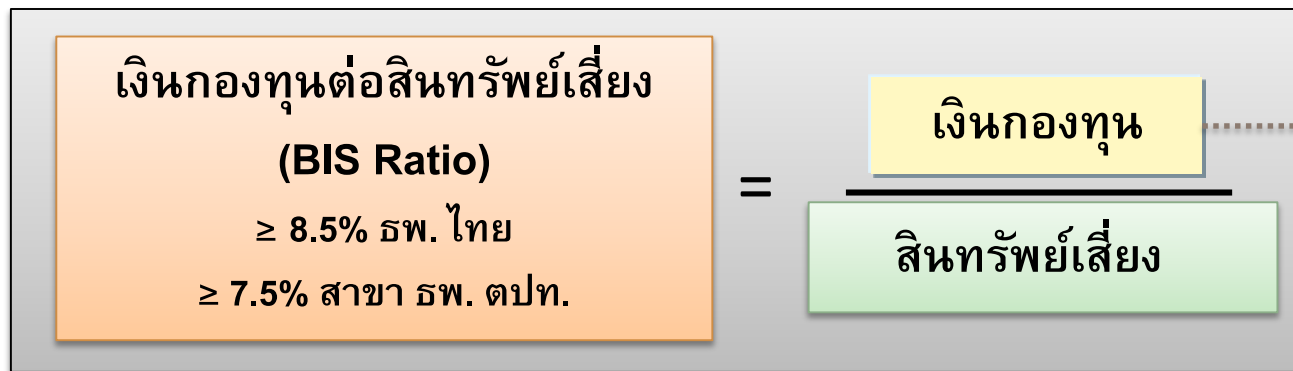 เงินกองทุนต่อสินทรัพย์เสี่ยง
(BIS Ratio)
≥ 8.5% ธพ. ไทย
≥ 7.5% สาขา ธพ. ตปท.
=
เงินกองทุน
สินทรัพย์เสี่ยง